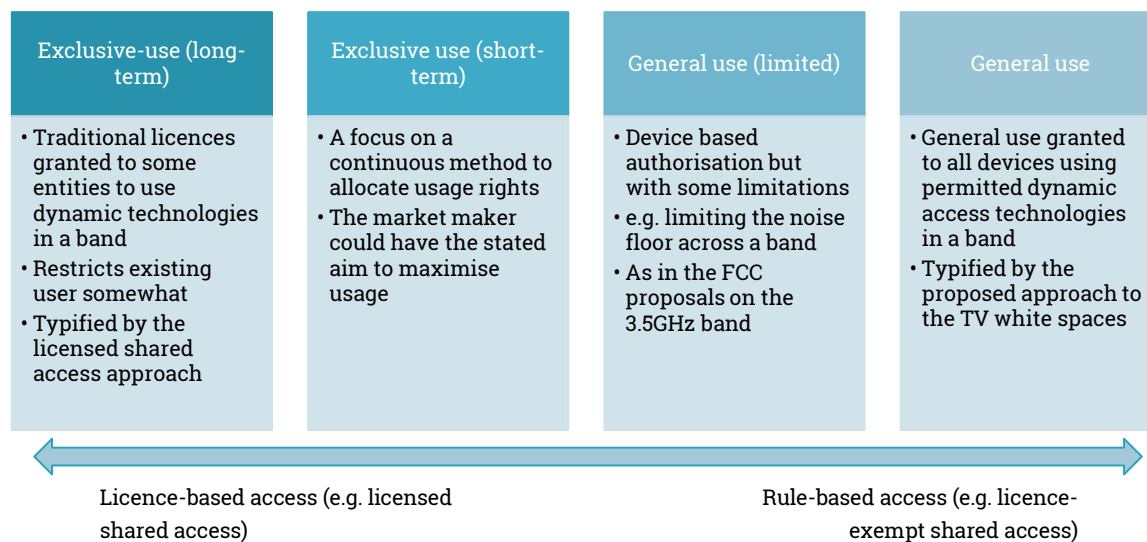 Exclusive-use (long-
term)
• Traditional licences
granted to some
entities to use
dynamic technologies
in a band
• Restricts existing
user somewhat
• Typified by the
licensed shared
access approach
Exclusive use (short-
term)
• A focus on a
continuous method to
allocate usage rights
• The market maker
could have the stated
aim to maximise
usage
General use (limited)
• Device based
authorisation but
with some limitations
• e.g. limiting the noise
floor across a band
• As in the FCC
proposals on the
3.5GHz band
General use
• General use granted
to all devices using
permitted dynamic
access technologies
in a band
• Typified by the
proposed approach to
the TV white spaces
Licence-based access (e.g. licensed
shared access)
Rule-based access (e.g. licence-
exempt shared access)